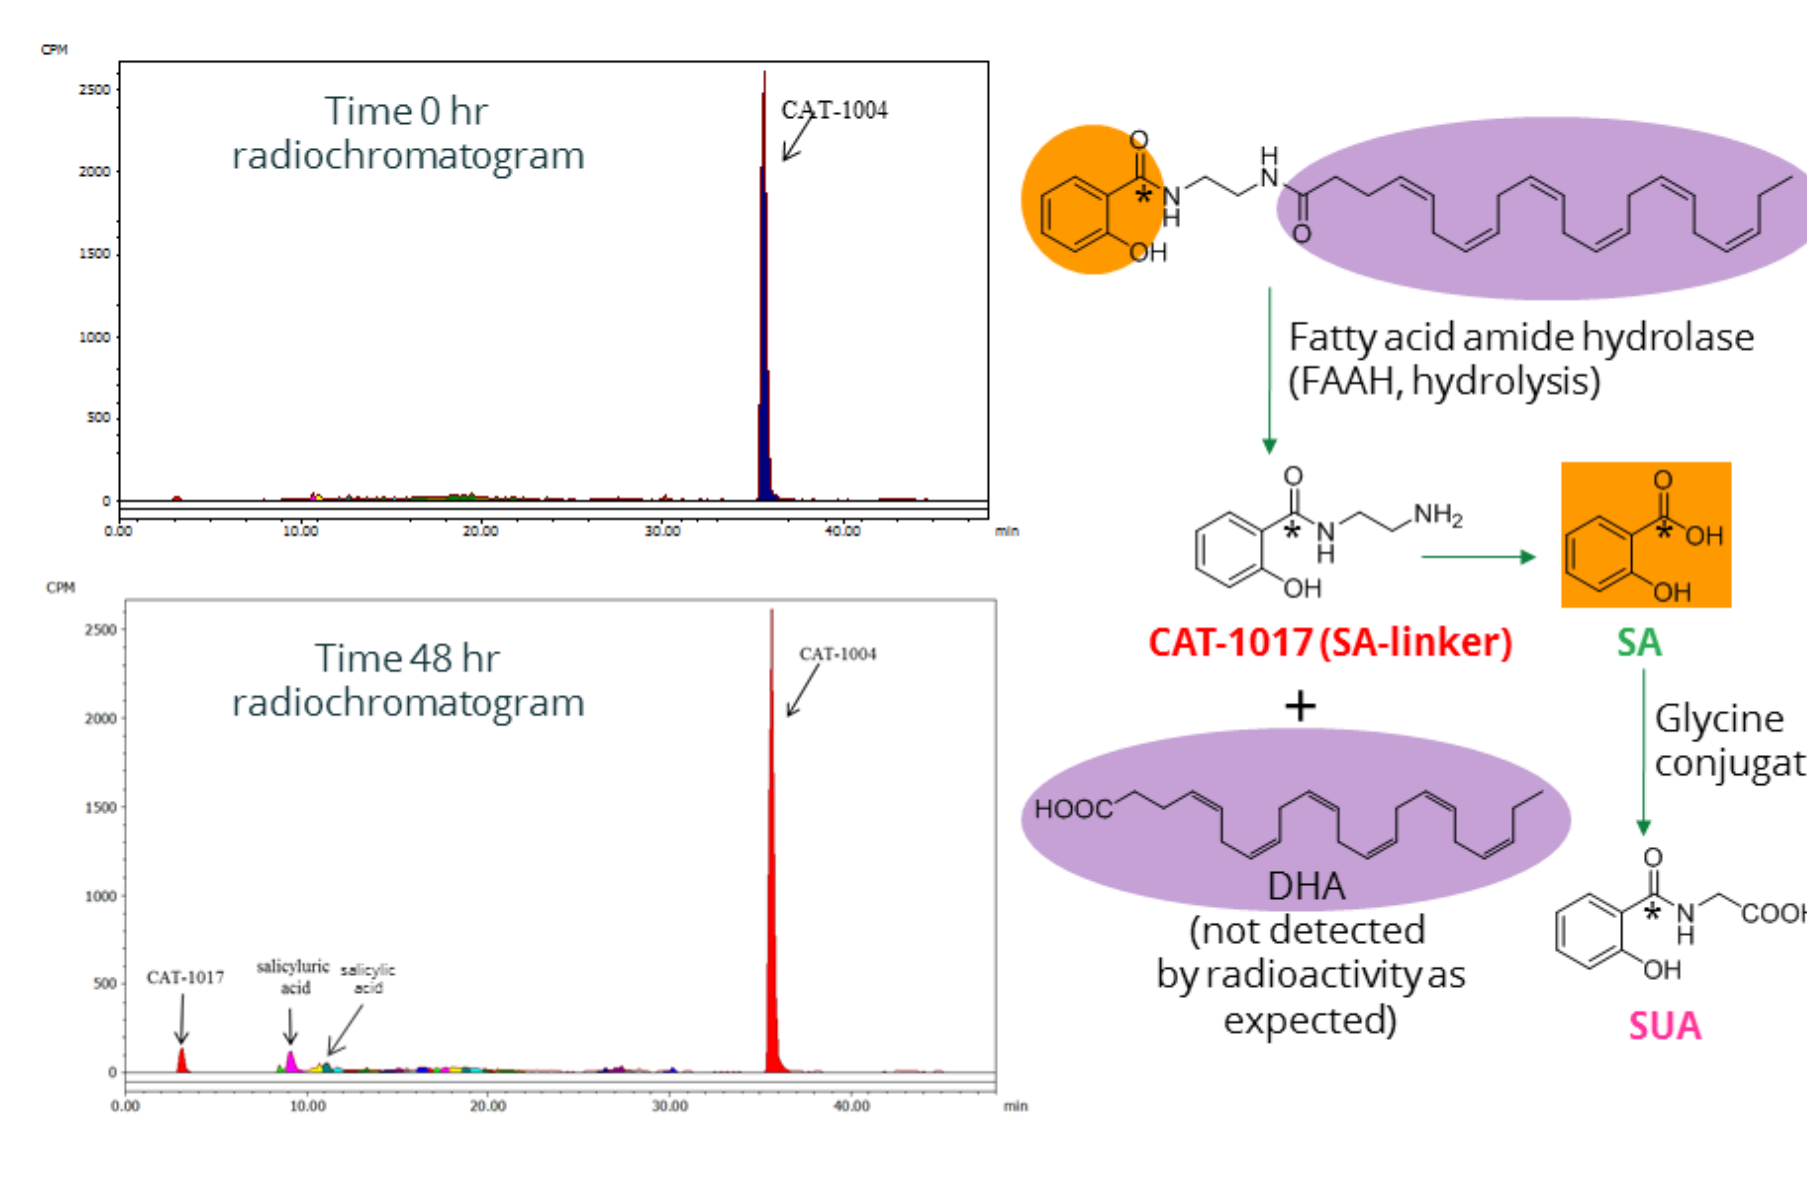 CPM
Time 0 hr
radiochromatogram
CAT-1004
2500
2000
1500
1000
500
0
0.00 10.00 20.00 30.00 40.00 min
CPM
Time 48 hr
radiochromatogram
CAT-1004
2500
2000
1500
1000
500
0
CAT-1017
salicyluric
acid
salicylic
acid
0.00 10.00 20.00 30.00 40.00 min
O
*
N
H
OH
H
N
O
Fatty acid amide hydrolase
(FAAH, hydrolysis)
O
*
N
H
NH2
OH
CAT-1017 (SA-linker)
O
*
OH
OH
SA
+
HOOC
DHA
(not detected
by radioactivity as
expected)
Glycine
conjugat
O
*
N
H
COOH
OH
SUA